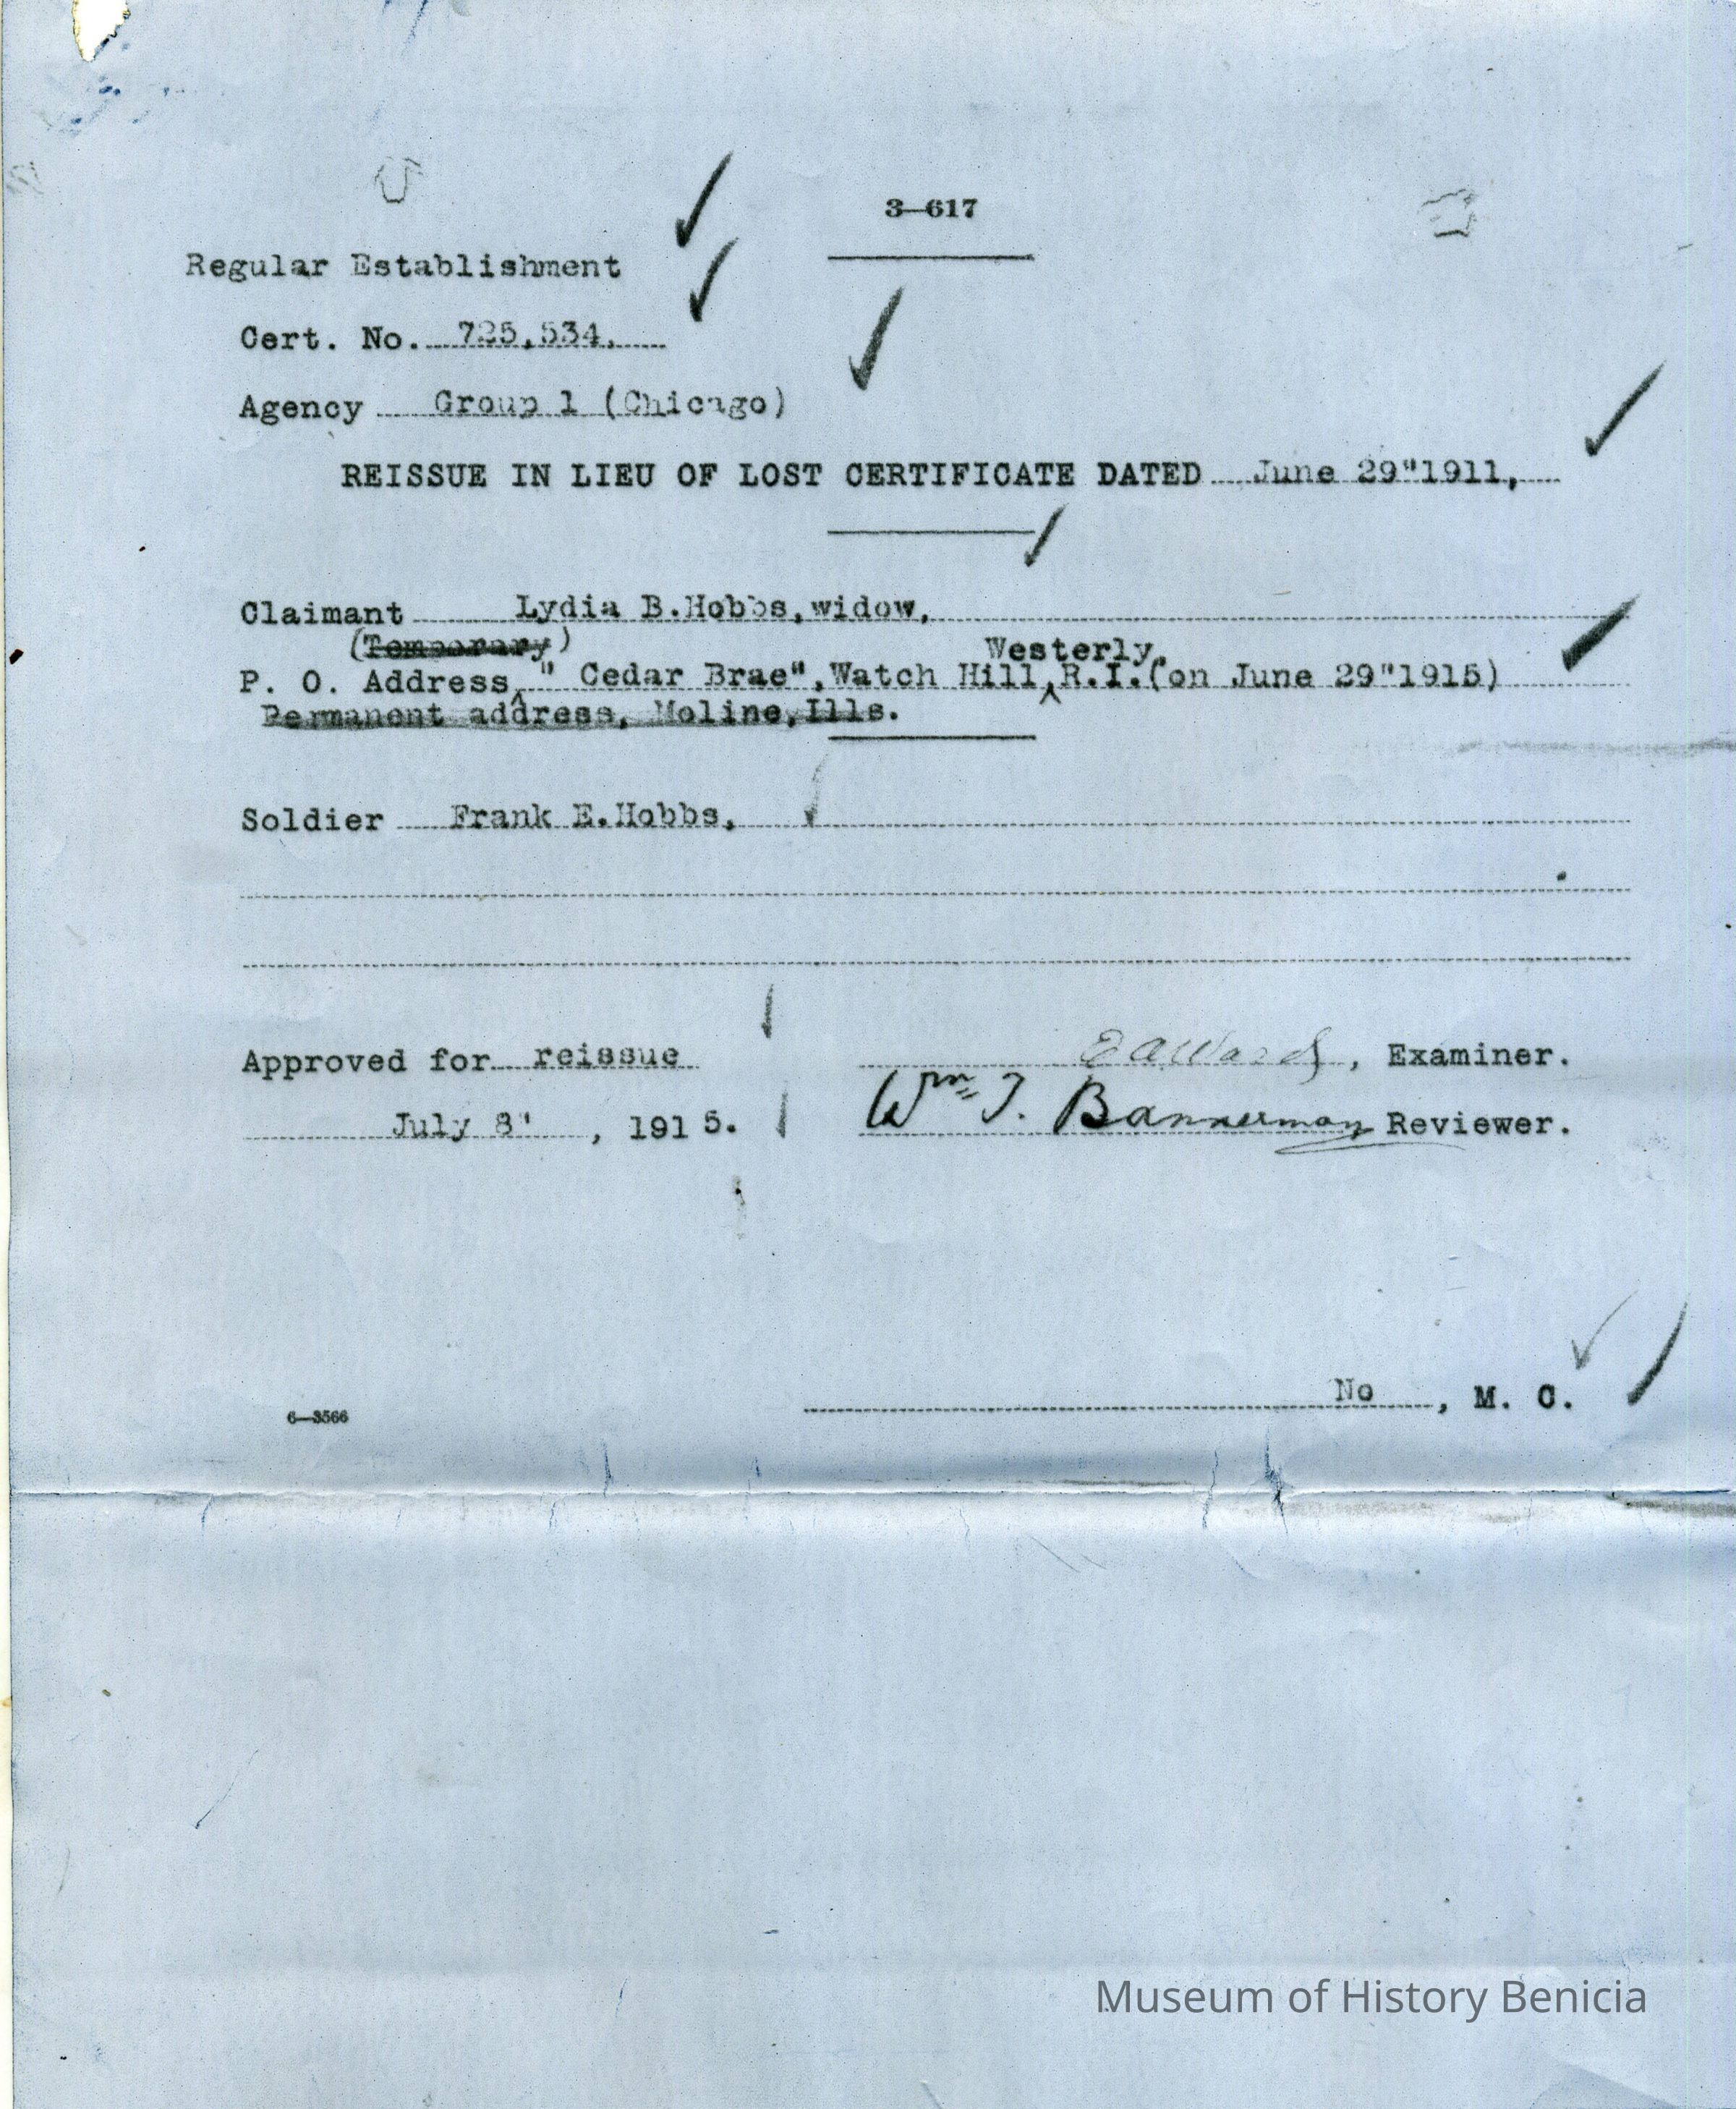 3—617
Regular Establishment
Cert. No. 725,534.
Agency Group 1 (Chicago)
REISSUE IN LIEU OF LOST CERTIFICATE DATED June 29"1911,
Claimant Lydia B.Hobbs,widow,
(Temporary) Westerly,
P. O. Address, " Cedar Brae",Watch Hill,R.I.(on June 29"1915)
Permanent address, Moline,Ills.
Soldier Frank E.Hobbs,
Approved for reissue E A Ward, Examiner.
July 8', 1915. Wm J. Bannerman Reviewer.
No, M. C.
6—3566
Museum of History Benicia